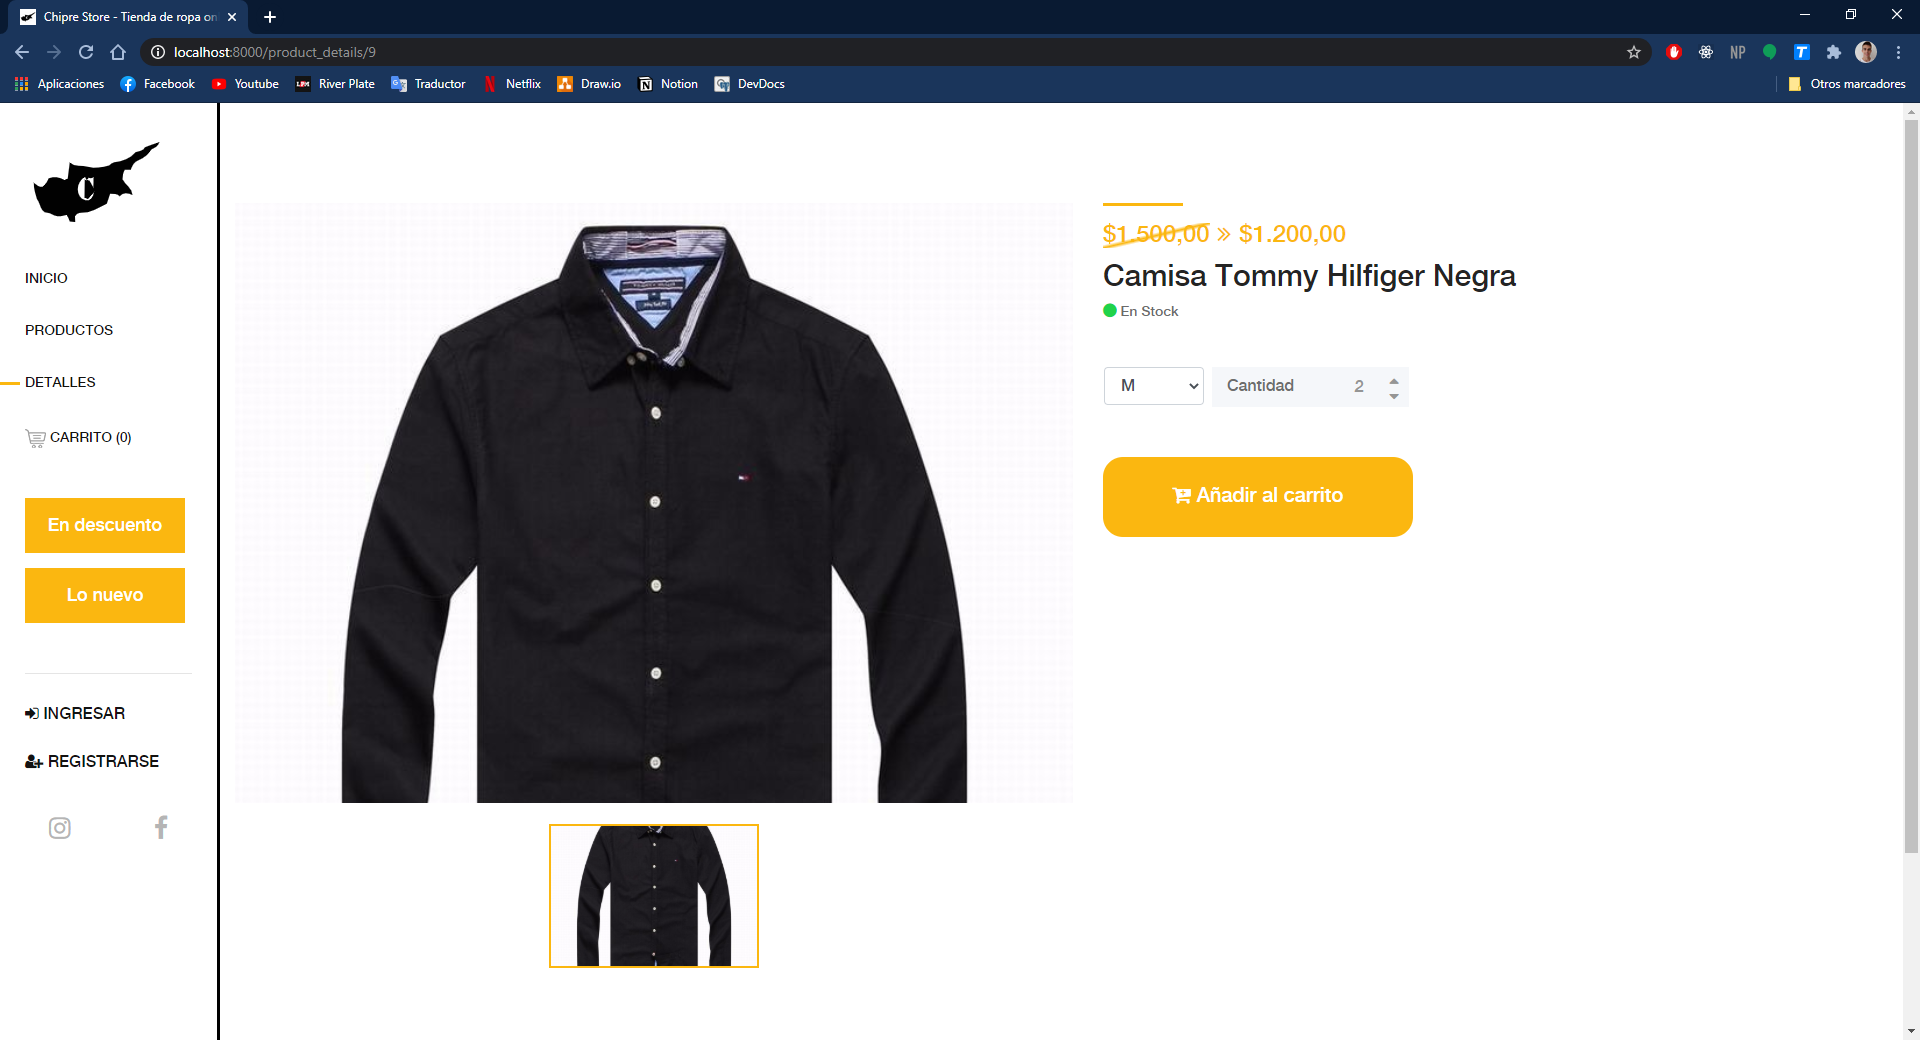 Chipre Store - Tienda de ropa on
localhost:8000/product_details/9
NP
Aplicaciones
Facebook
Youtube
River Plate
Traductor
Netflix
Draw.io
Notion
DevDocs
Otros marcadores
C
INICIO
PRODUCTOS
DETALLES
CARRITO (0)
En descuento
Lo nuevo
INGRESAR
REGISTRARSE
$1.500,00 » $1.200,00
Camisa Tommy Hilfiger Negra
En Stock
M
Cantidad 2
Añadir al carrito